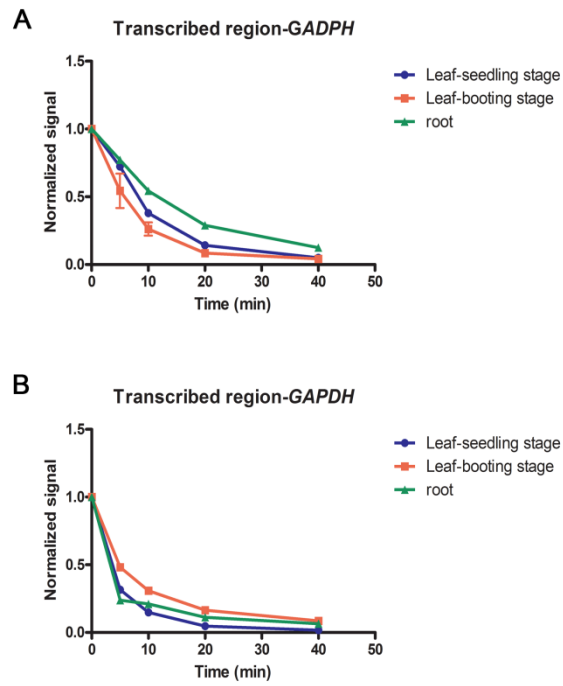 A
Transcribed region-GADPH
Leaf-seedling stage
Leaf-booting stage
root
1.5
1.0
0.5
0.0
Normalized signal
0 10 20 30 40 50
Time (min)
B
Transcribed region-GAPDH
Leaf-seedling stage
Leaf-booting stage
root
1.5
1.0
0.5
0.0
Normalized signal
0 10 20 30 40 50
Time (min)